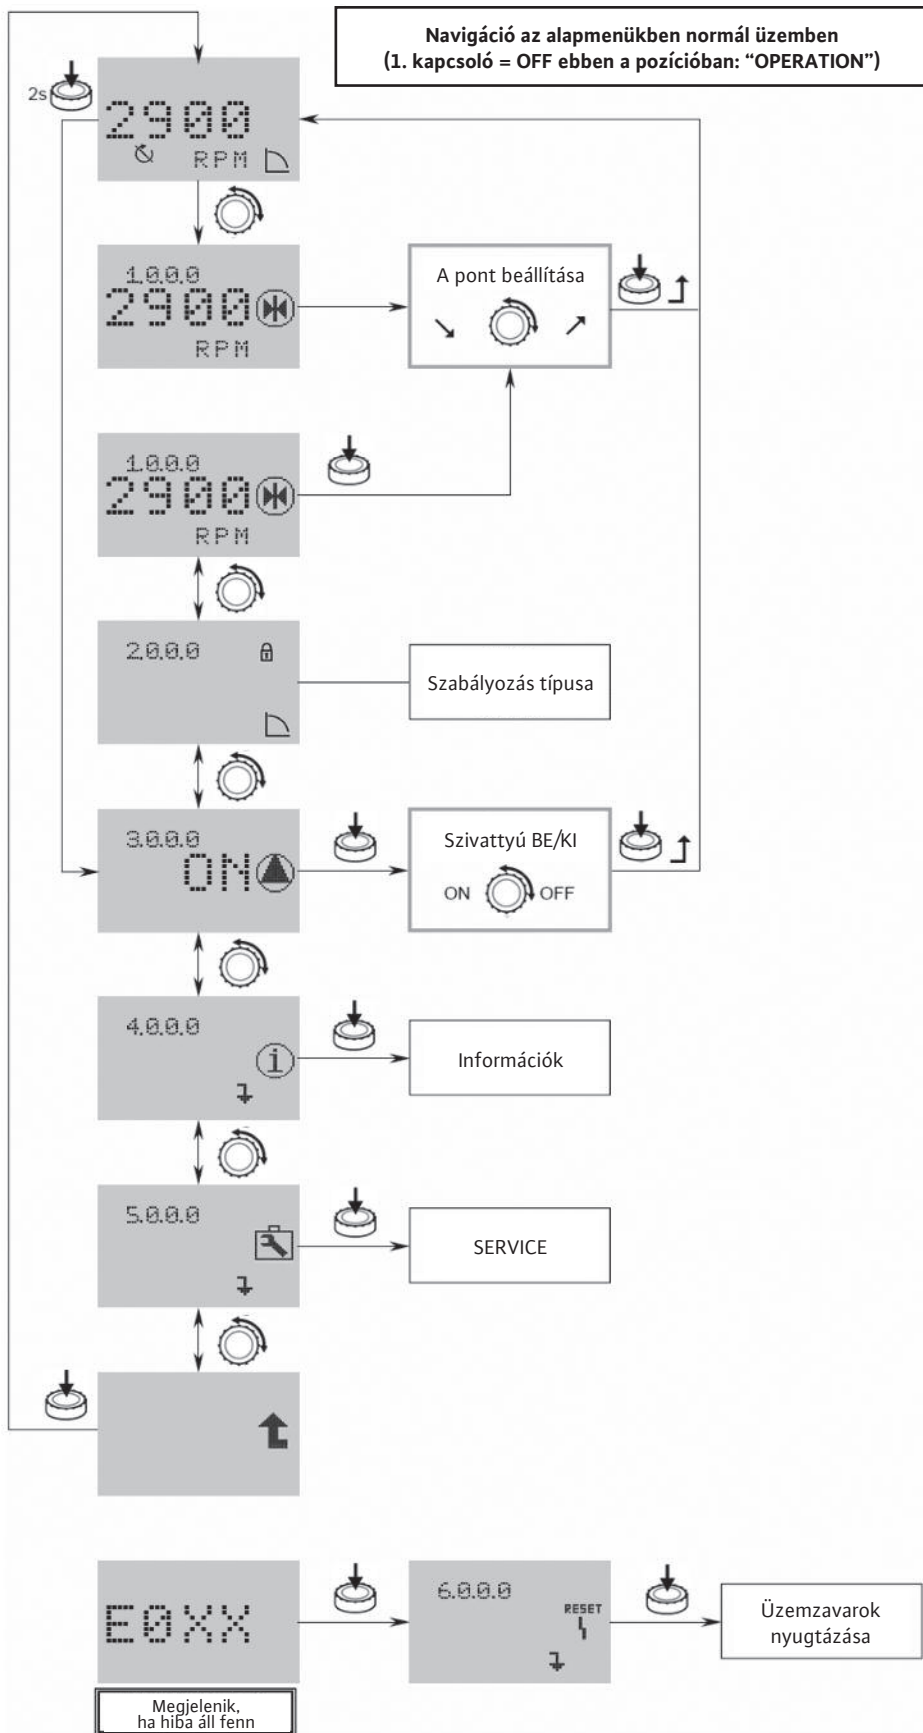 Navigáció az alapmenükben normál üzemben
(1. kapcsoló = OFF ebben a pozícióban: “OPERATION”)
2s
2900
RPM
1.0.0.0
2900
RPM
A pont beállítása
1.0.0.0
2900
RPM
2.0.0.0
Szabályozás típusa
3.0.0.0
ON
Szivattyú BE/KI
ON OFF
4.0.0.0
i
Információk
5.0.0.0
SERVICE
E0XX
6.0.0.0
RESET
Üzemzavarok
nyugtázása
Megjelenik,
ha hiba áll fenn